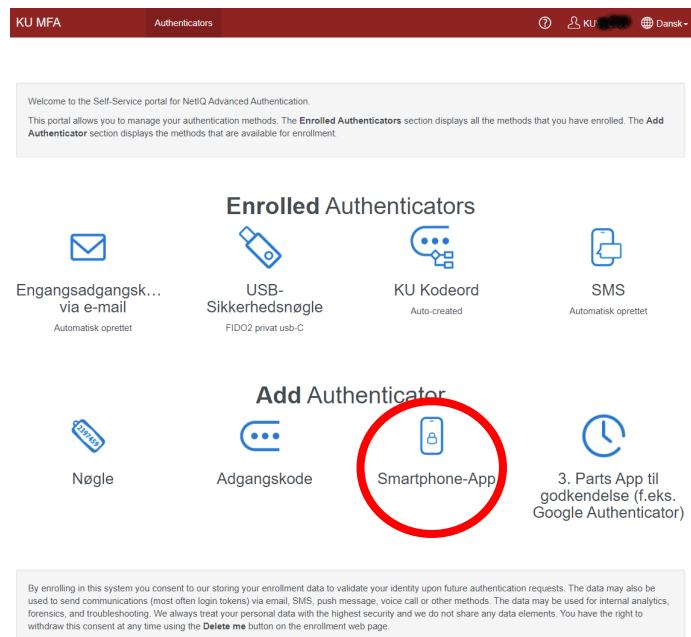 KU MFA Authenticators KU Dansk
Welcome to the Self-Service portal for NetIQ Advanced Authentication.
This portal allows you to manage your authentication methods. The Enrolled Authenticators section displays all the methods that you have enrolled. The Add
Authenticator section displays the methods that are available for enrollment.
Enrolled Authenticators
Engangsadgangsk...
via e-mail
Automatisk oprettet
USB-
Sikkerhedsnøgle
FIDO2 privat usb-C
KU Kodeord
Auto-created
SMS
Automatisk oprettet
Add Authenticator
2397459
Nøgle
Adgangskode
Smartphone-App
3. Parts App til
godkendelse (f.eks.
Google Authenticator)
By enrolling in this system you consent to our storing your enrollment data to validate your identity upon future authentication requests. The data may also be
used to send communications (most often login tokens) via email, SMS, push message, voice call or other methods. The data may be used for internal analytics,
forensics, and troubleshooting. We always treat your personal data with the highest security and we do not share any data elements. You have the right to
withdraw this consent at any time using the Delete me button on the enrollment web page.